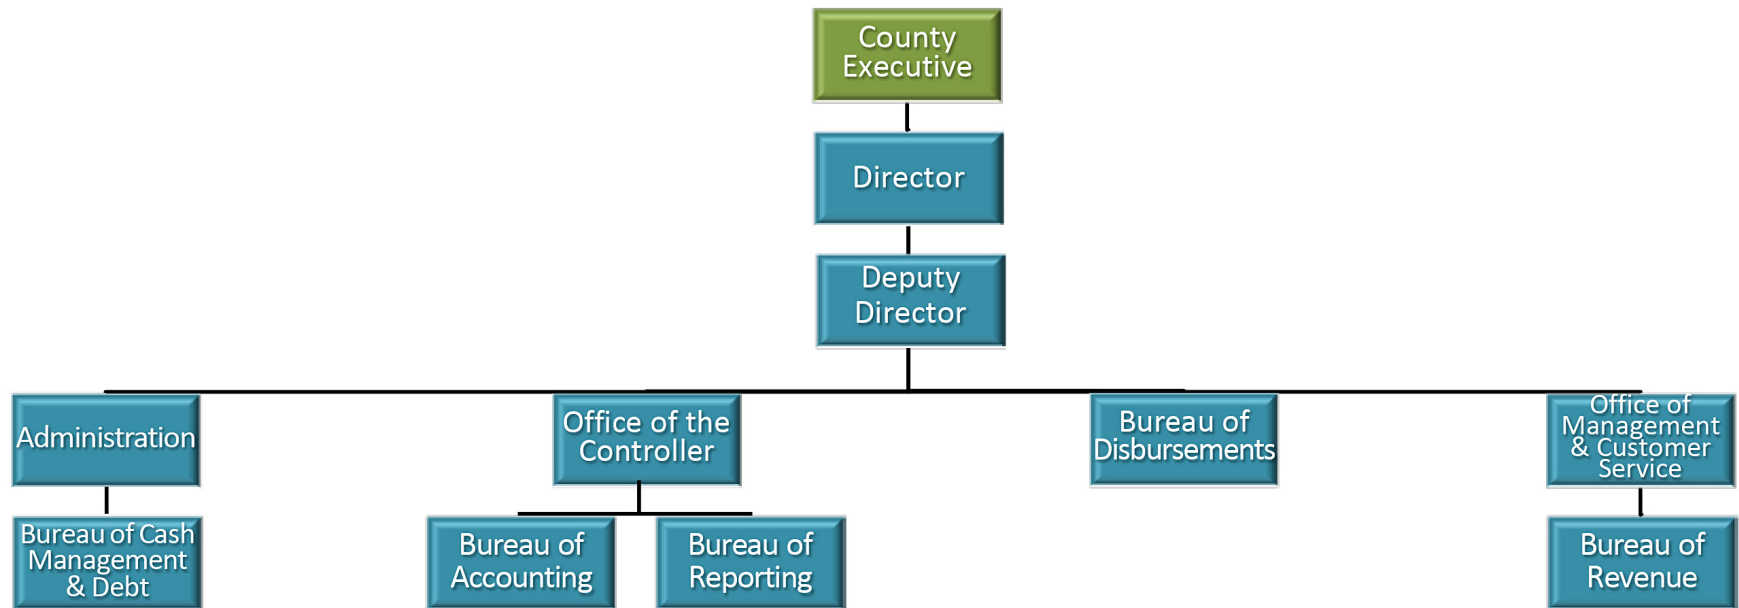 County
Executive
Director
Deputy
Director
Administration
Office of the
Controller
Bureau of
Disbursements
Office of
Management
& Customer
Service
Bureau of Cash
Management
& Debt
Bureau of
Accounting
Bureau of
Reporting
Bureau of
Revenue